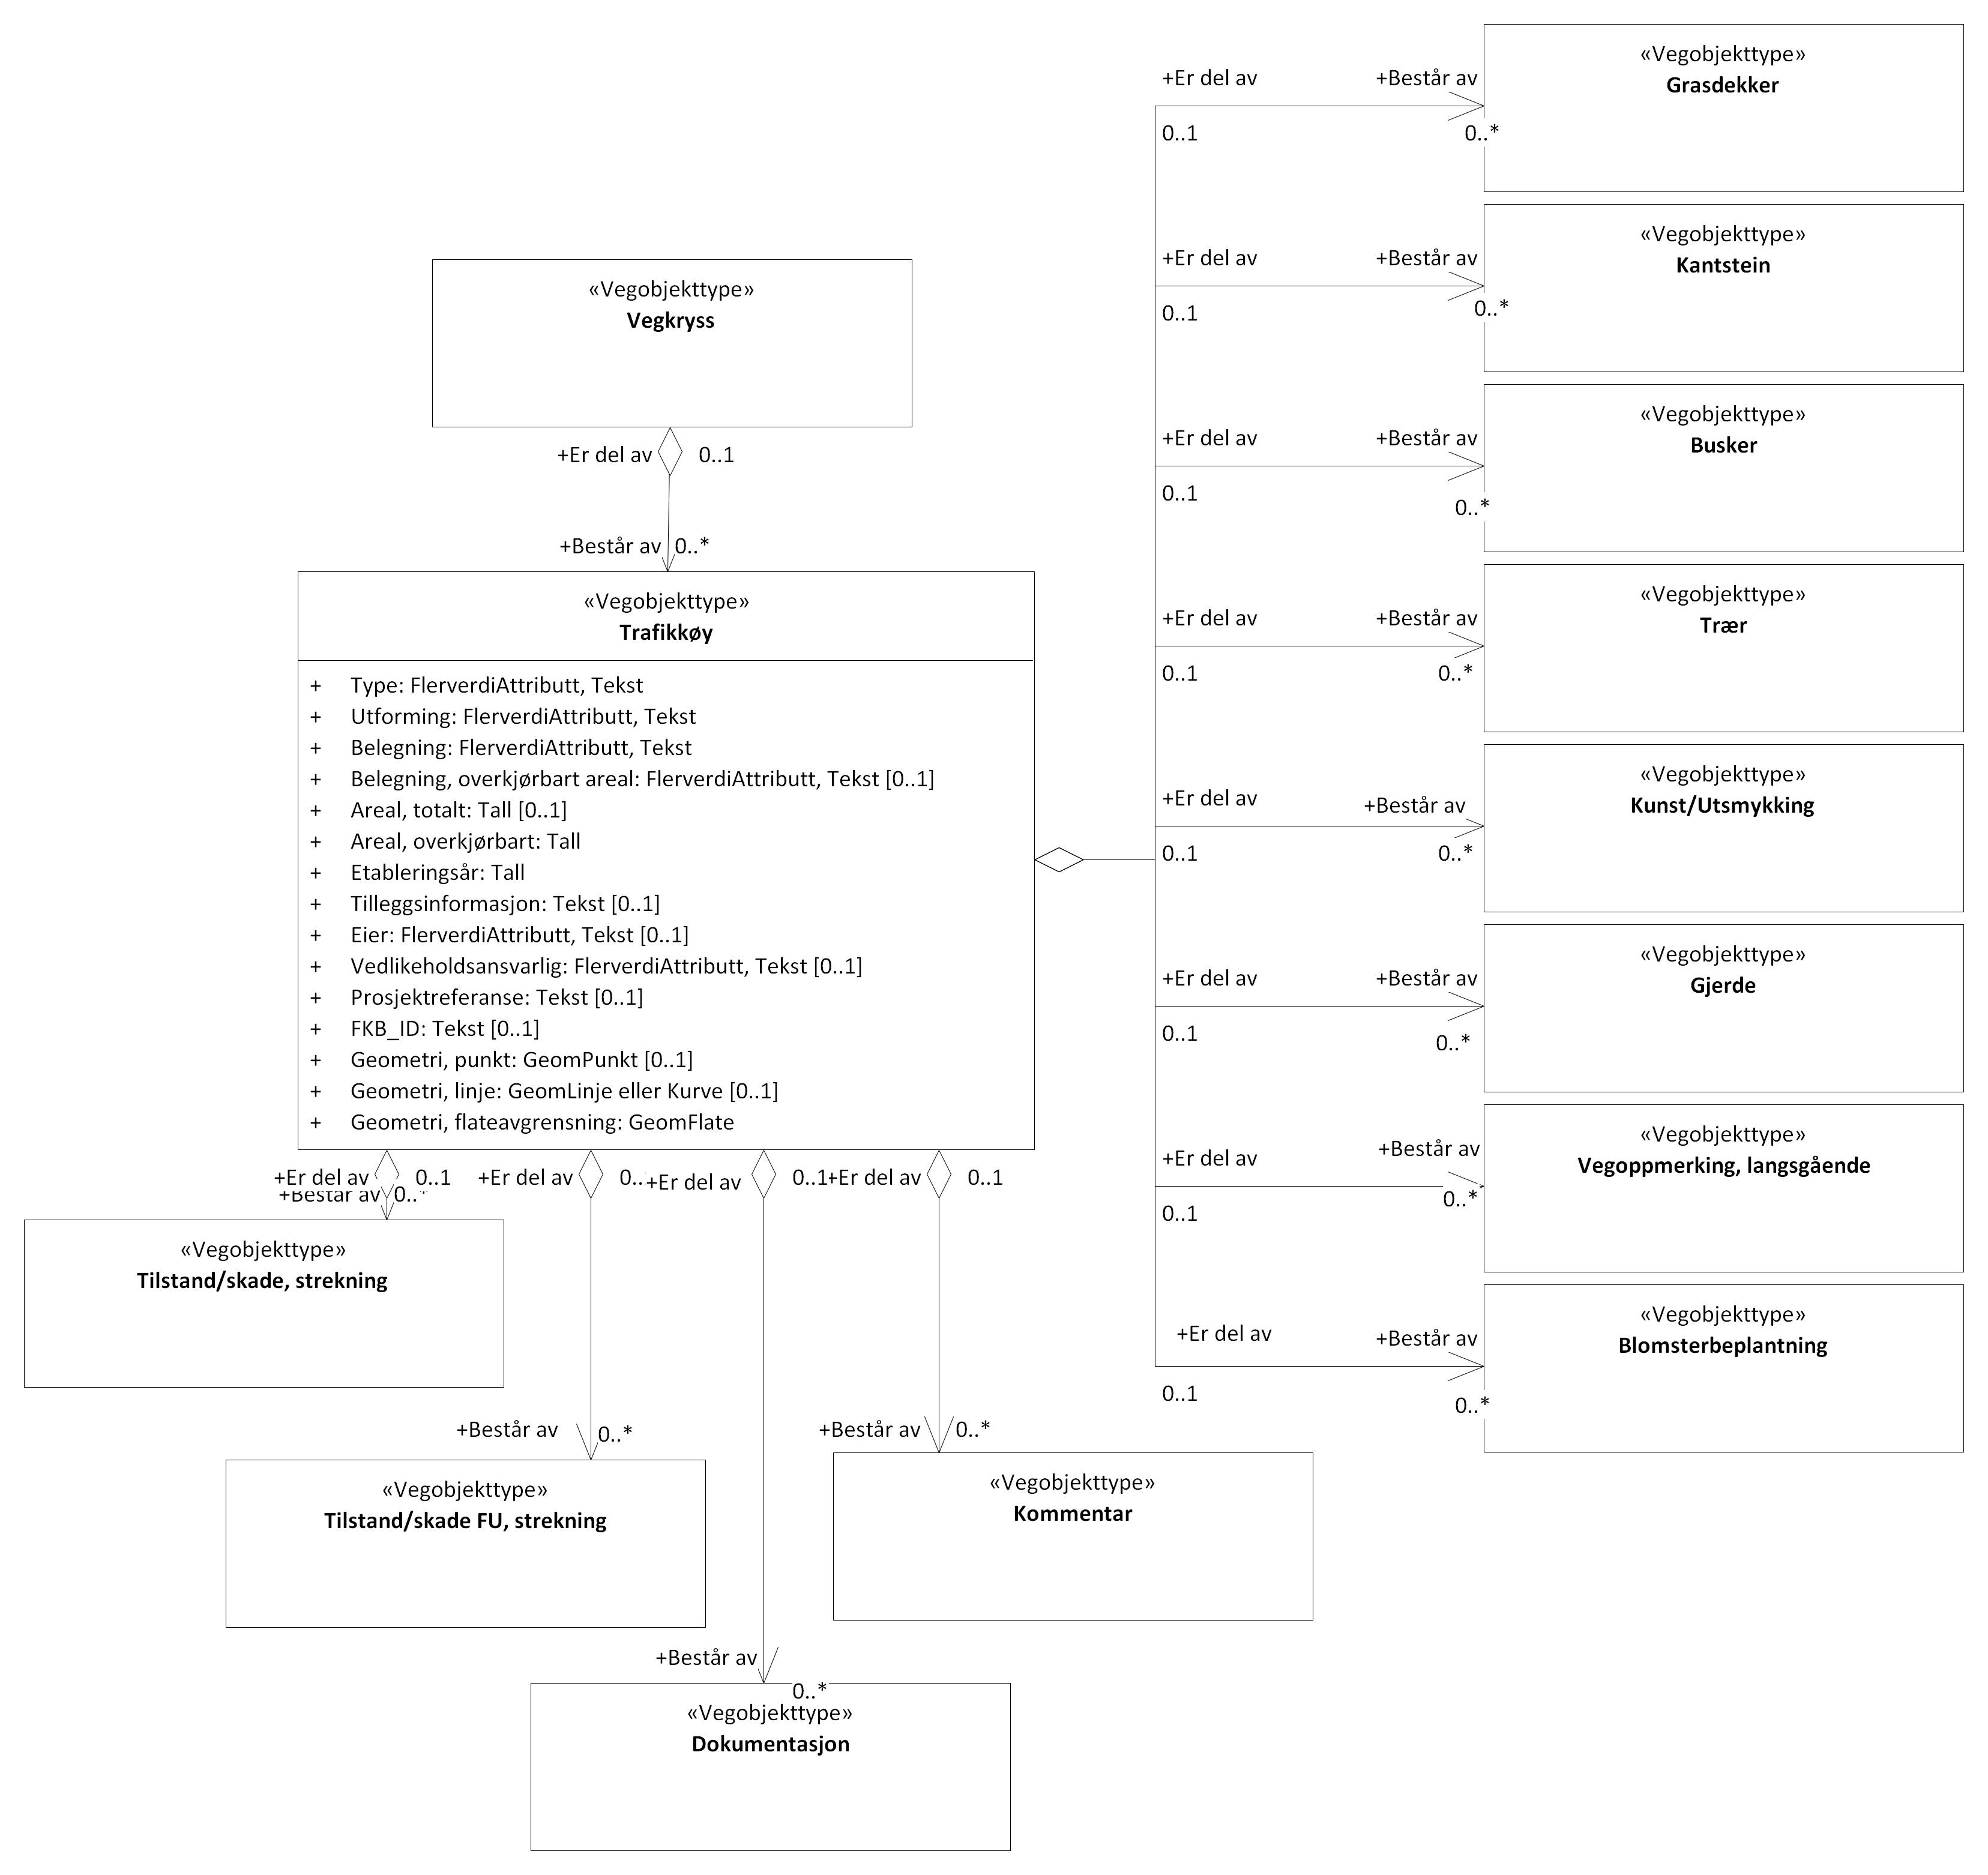 «Vegobjekttype»
Grasdekker
+Er del av
+Består av
0..1
0..*
«Vegobjekttype»
Kantstein
+Er del av
+Består av
0..1
0..*
«Vegobjekttype»
Vegkryss
+Er del av
0..1
+Består av
0..*
«Vegobjekttype»
Busker
+Er del av
+Består av
0..1
0..*
«Vegobjekttype»
Trær
+Er del av
+Består av
0..1
0..*
«Vegobjekttype»
Trafikkøy
+ Type: FlerverdiAttributt, Tekst
+ Utforming: FlerverdiAttributt, Tekst
+ Belegning: FlerverdiAttributt, Tekst
+ Belegning, overkjørbart areal: FlerverdiAttributt, Tekst [0..1]
+ Areal, totalt: Tall [0..1]
+ Areal, overkjørbart: Tall
+ Etableringsår: Tall
+ Tilleggsinformasjon: Tekst [0..1]
+ Eier: FlerverdiAttributt, Tekst [0..1]
+ Vedlikeholdsansvarlig: FlerverdiAttributt, Tekst [0..1]
+ Prosjektreferanse: Tekst [0..1]
+ FKB_ID: Tekst [0..1]
+ Geometri, punkt: GeomPunkt [0..1]
+ Geometri, linje: GeomLinje eller Kurve [0..1]
+ Geometri, flateavgrensning: GeomFlate
«Vegobjekttype»
Kunst/Utsmykking
+Er del av
+Består av
0..1
0..*
«Vegobjekttype»
Gjerde
+Er del av
+Består av
0..1
0..*
«Vegobjekttype»
Vegoppmerking, langsgående
+Er del av
+Består av
0..1
0..*
«Vegobjekttype»
Blomsterbeplantning
+Er del av
+Består av
0..1
0..*
+Er del av
0..1
+Består av
0..*
«Vegobjekttype»
Tilstand/skade, strekning
+Er del av
0..
+Består av
0..*
«Vegobjekttype»
Tilstand/skade FU, strekning
+Er del av
0..1
+Består av
0..*
«Vegobjekttype»
Dokumentasjon
+Er del av
0..1
+Består av
0..*
«Vegobjekttype»
Kommentar